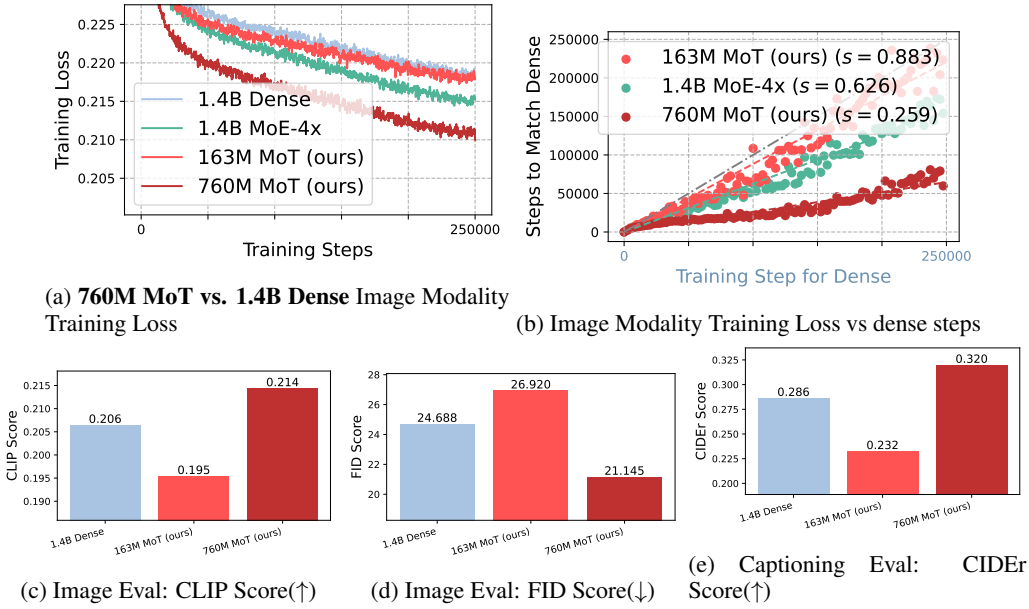 0.225
0.220
0.215
0.210
0.205
Training Loss
1.4B Dense
1.4B MoE-4x
163M MoT (ours)
760M MoT (ours)
0
250000
Training Steps
(a) 760M MoT vs. 1.4B Dense Image Modality
Training Loss
250000
200000
150000
100000
50000
0
Steps to Match Dense
163M MoT (ours) (s = 0.883)
1.4B MoE-4x (s = 0.626)
760M MoT (ours) (s = 0.259)
0
250000
Training Step for Dense
(b) Image Modality Training Loss vs dense steps
0.215
0.210
0.205
0.200
0.195
0.190
CLIP Score
0.206
0.195
0.214
1.4B Dense
163M MoT (ours)
760M MoT (ours)
(c) Image Eval: CLIP Score(↑)
28
26
24
22
20
FID Score
24.688
26.920
21.145
1.4B Dense
163M MoT (ours)
760M MoT (ours)
(d) Image Eval: FID Score(↓)
0.325
0.300
0.275
0.250
0.225
0.200
CIDEr Score
0.286
0.232
0.320
1.4B Dense
163M MoT (ours)
760M MoT (ours)
(e) Captioning Eval: CIDEr
Score(↑)